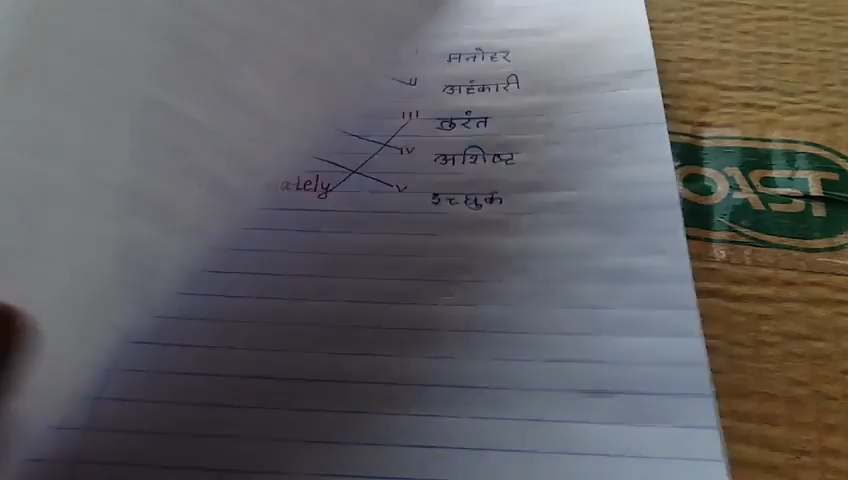 I मनोहर
II अहंकारी
III तुरंत
IV अशिष्ट
ately V इच्छुक
OAST